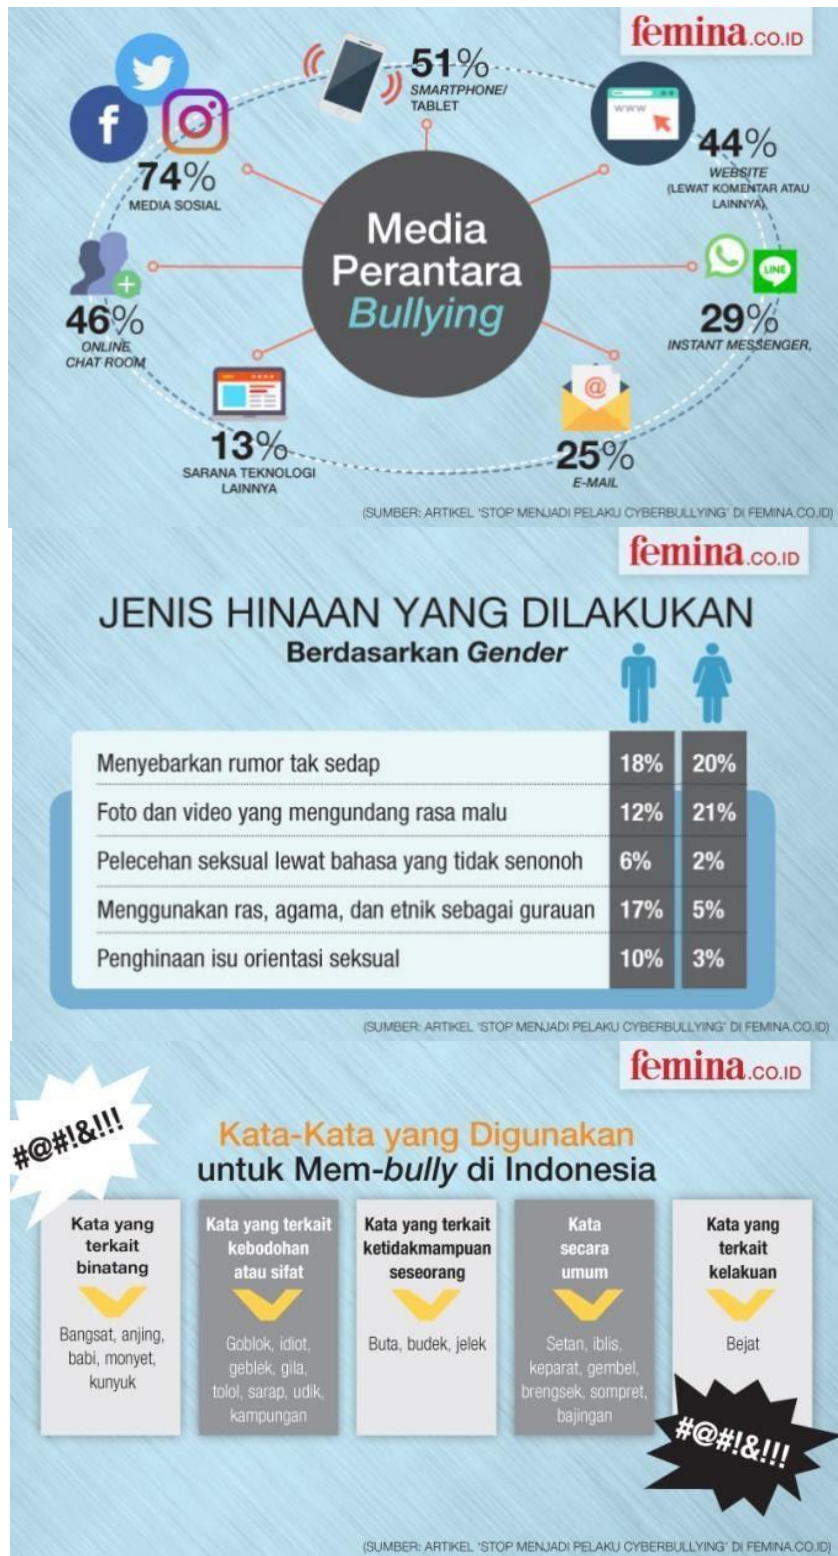 femina.CO.ID
51%
SMARTPHONE/
TABLET
WWW
44%
WEBSITE
(LEWAT KOMENTAR ATAU
LAINNYA),
74%
MEDIA SOSIAL
Media
Perantara
Bullying
LINE
46%
ONLINE
CHAT ROOM
29%
INSTANT MESSENGER,
13%
SARANA TEKNOLOGI
LAINNYA
@
25%
E-MAIL
(SUMBER: ARTIKEL 'STOP MENJADI PELAKU CYBERBULLYING' DI FEMINA.CO.ID)
femina.CO.ID
JENIS HINAAN YANG DILAKUKAN
Berdasarkan Gender
Menyebarkan rumor tak sedap 18% 20%
Foto dan video yang mengundang rasa malu 12% 21%
Pelecehan seksual lewat bahasa yang tidak senonoh 6% 2%
Menggunakan ras, agama, dan etnik sebagai gurauan 17% 5%
Penghinaan isu orientasi seksual 10% 3%
(SUMBER: ARTIKEL 'STOP MENJADI PELAKU CYBERBULLYING' DI FEMINA.CO.ID)
femina.CO.ID
#@#!&!!!
Kata-Kata yang Digunakan
untuk Mem-bully di Indonesia
Kata yang
terkait
binatang
Bangsat, anjing,
babi, monyet,
kunyuk
Kata yang terkait
kebodohan
atau sifat
Goblok, idiot,
geblek, gila,
tolol, sarap, udik,
kampungan
Kata yang terkait
ketidakmampuan
seseorang
Buta, budek, jelek
Kata
secara
umum
Setan, iblis,
keparat, gembel,
brengsek, sompret,
bajingan
Kata yang
terkait
kelakuan
Bejat
#@#!&!!!
(SUMBER: ARTIKEL 'STOP MENJADI PELAKU CYBERBULLYING' DI FEMINA.CO.ID)